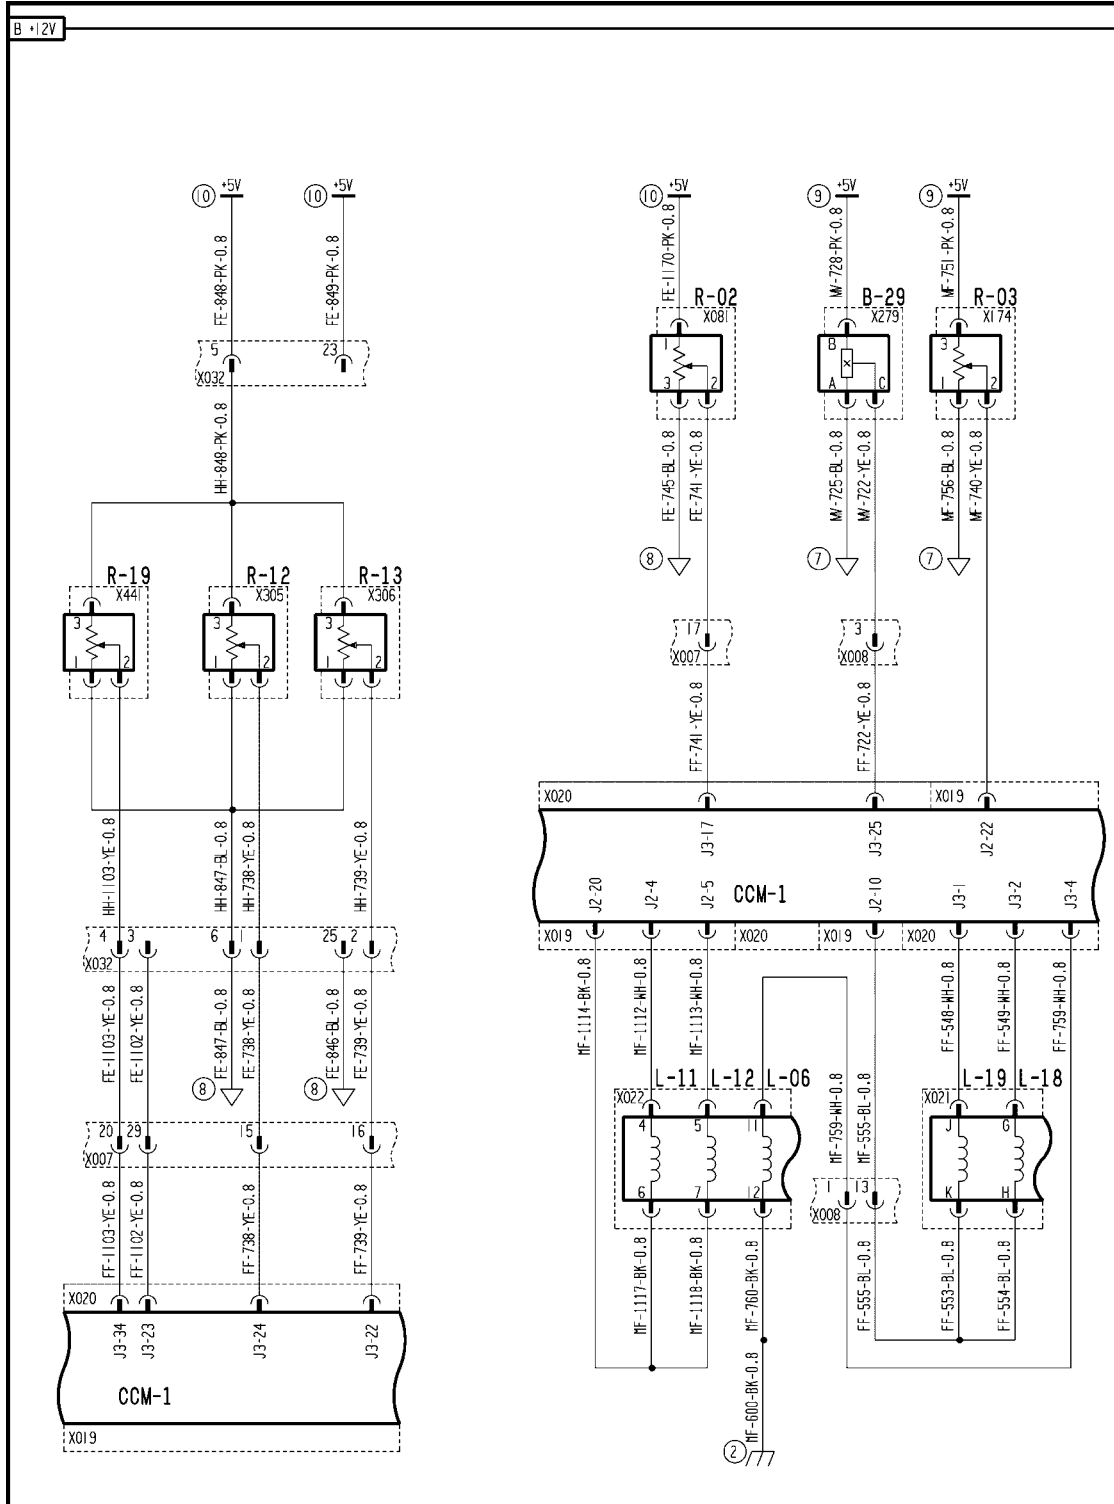 B +12V
10 +5V 10 +5V 10 +5V 9 +5V 9 +5V
FE-848-PK-0.8
FE-849-PK-0.8
FE-1170-PK-0.8
MV-728-PK-0.8
MF-751-PK-0.8
R-02 B-29 R-03
X081 X279 X174
1 B 3
3 2 A C 1 2
5 23
X032
HH-848-PK-0.8
FE-745-BL-0.8
FE-741-YE-0.8
MV-725-BL-0.8
MV-722-YE-0.8
MF-756-BL-0.8
MF-740-YE-0.8
8 7 7
R-19 R-12 R-13
X441 X305 X306
3 3 3
1 2 1 2 1 2
17 3
X007 X008
FF-741-YE-0.8
FF-722-YE-0.8
X020 X019
J3-17 J3-25 J2-22
CCM-1
J2-20 J2-4 J2-5 J2-10 J3-1 J3-2 J3-4
X019 X020 X019 X020
HH-1103-YE-0.8
HH-847-BL-0.8
HH-738-YE-0.8
HH-739-YE-0.8
4 3 6 1 25 2
X032
FE-1103-YE-0.8
FE-1102-YE-0.8
FE-847-BL-0.8
FE-738-YE-0.8
FE-846-BL-0.8
FE-739-YE-0.8
8 8
MF-1114-BK-0.8
MF-1112-WH-0.8
MF-1113-WH-0.8
FF-548-WH-0.8
FF-549-WH-0.8
FF-759-WH-0.8
L-11 L-12 L-06 L-19 L-18
X022 X021
4 5 11 J G
6 7 12 K H
MF-759-WH-0.8
MF-555-BL-0.8
1 13
X008
20 29 15 16
X007
FF-1103-YE-0.8
FF-1102-YE-0.8
FF-738-YE-0.8
FF-739-YE-0.8
MF-1117-BK-0.8
MF-1118-BK-0.8
MF-760-BK-0.8
FF-555-BL-0.8
FF-553-BL-0.8
FF-554-BL-0.8
X020
J3-34 J3-23 J3-24 J3-22
CCM-1
X019
MF-600-BK-0.8
2